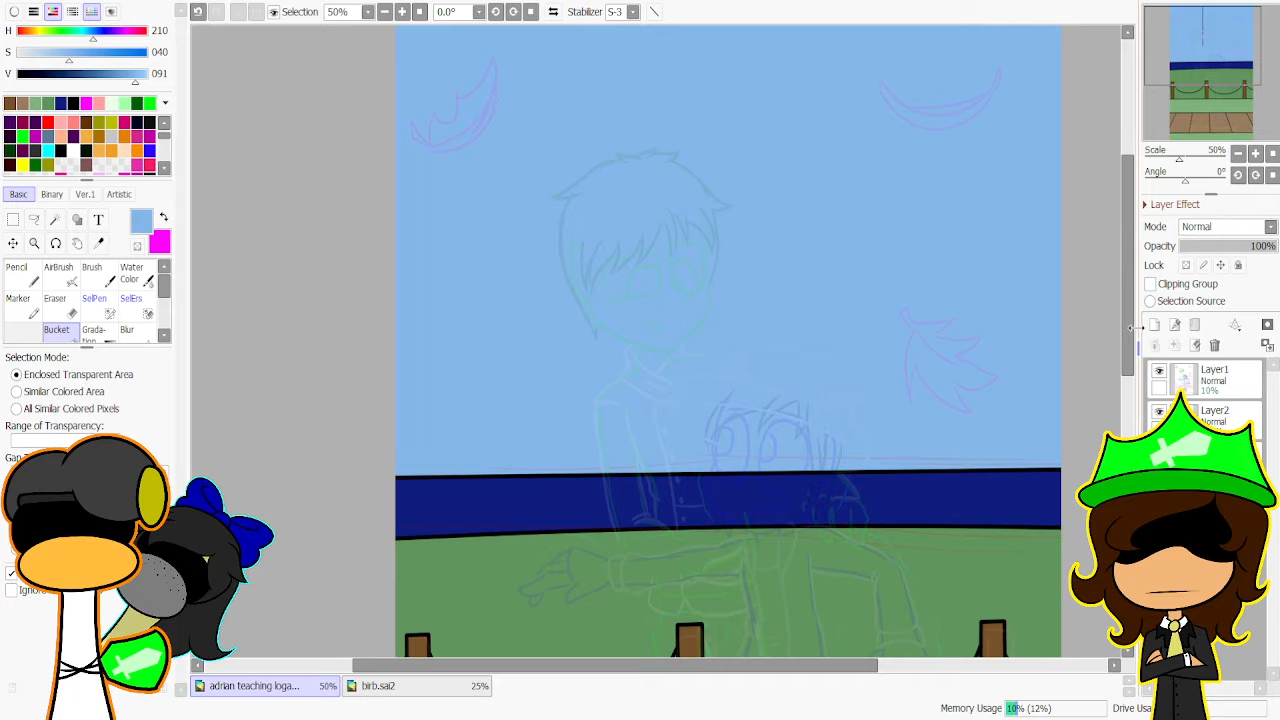 Selection
50%
0.0°
Stabilizer
S-3
H
210
S
040
V
091
Basic
Binary
Ver.1
Artistic
T
Pencil
AirBrush
Brush
Water
Color
Marker
Eraser
SelPen
SelErs
Bucket
Grada-
tion
Blur
Selection Mode:
Enclosed Transparent Area
Similar Colored Area
All Similar Colored Pixels
Range of Transparency:
Scale
50%
Angle
0°
Layer Effect
Mode
Normal
Opacity
100%
Lock
Clipping Group
Selection Source
Layer1
Normal
10%
Layer2
Normal
adrian teaching loga...
50%
birb.sai2
25%
Memory Usage
10% (12%)